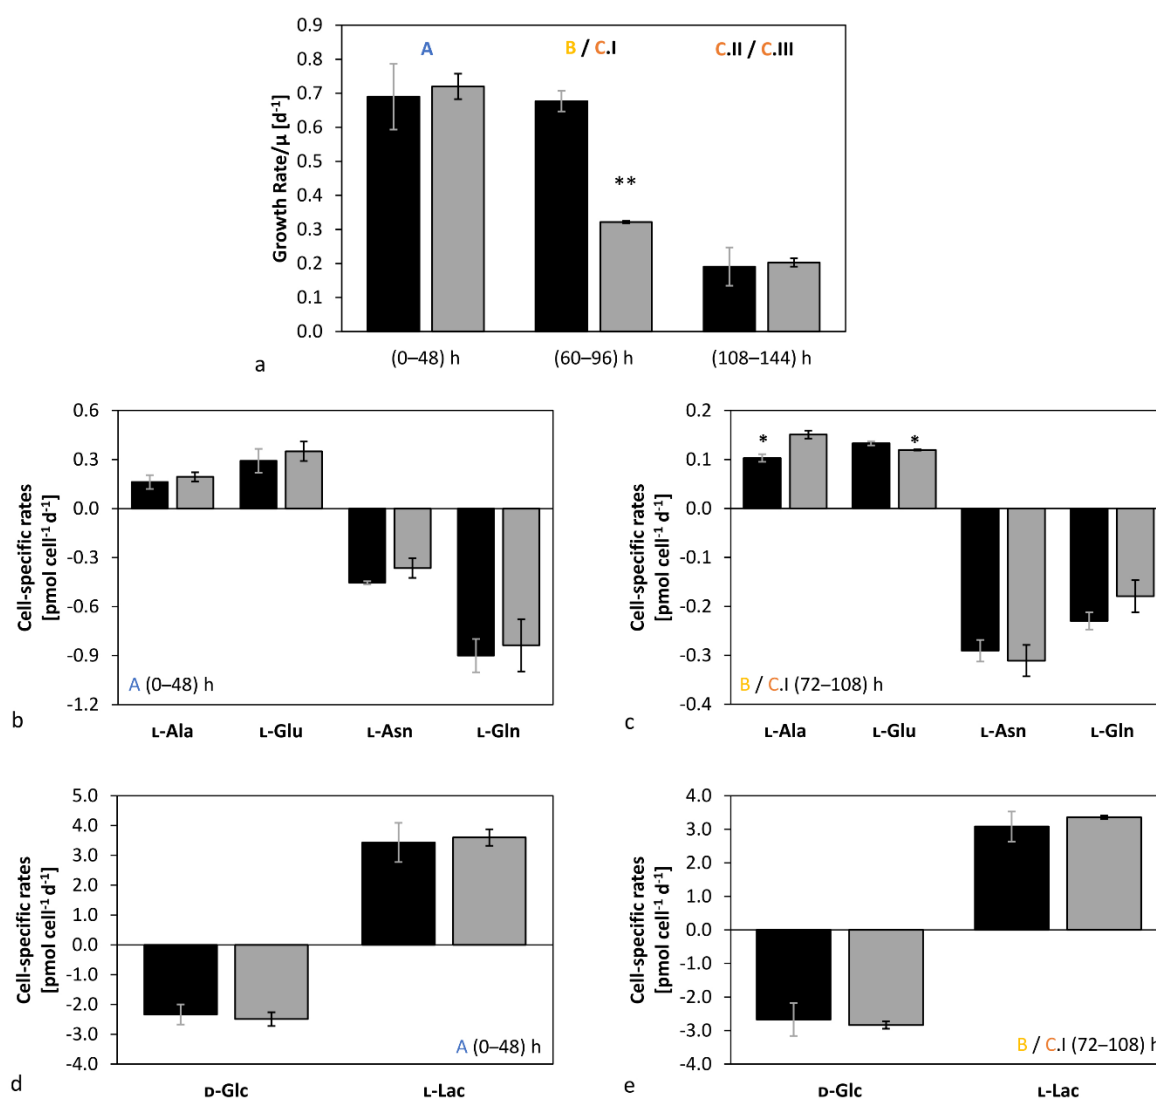 0.9
0.8
0.7
0.6
0.5
0.4
0.3
0.2
0.1
0.0
Growth Rate/μ [d⁻¹]
A
B / C.I
C.II / C.III
**
(0–48) h
(60–96) h
(108–144) h
a
0.6
0.3
0.0
-0.3
-0.6
-0.9
-1.2
Cell-specific rates
[pmol cell⁻¹ d⁻¹]
A (0–48) h
ʟ-Ala
ʟ-Glu
ʟ-Asn
ʟ-Gln
b
0.2
0.1
0.0
-0.1
-0.2
-0.3
-0.4
Cell-specific rates
[pmol cell⁻¹ d⁻¹]
*
*
B / C.I (72–108) h
ʟ-Ala
ʟ-Glu
ʟ-Asn
ʟ-Gln
c
5.0
4.0
3.0
2.0
1.0
0.0
-1.0
-2.0
-3.0
-4.0
Cell-specific rates
[pmol cell⁻¹ d⁻¹]
A (0–48) h
ᴅ-Glc
ʟ-Lac
d
4.0
3.0
2.0
1.0
0.0
-1.0
-2.0
-3.0
-4.0
Cell-specific rates
[pmol cell⁻¹ d⁻¹]
B / C.I (72–108) h
ᴅ-Glc
ʟ-Lac
e